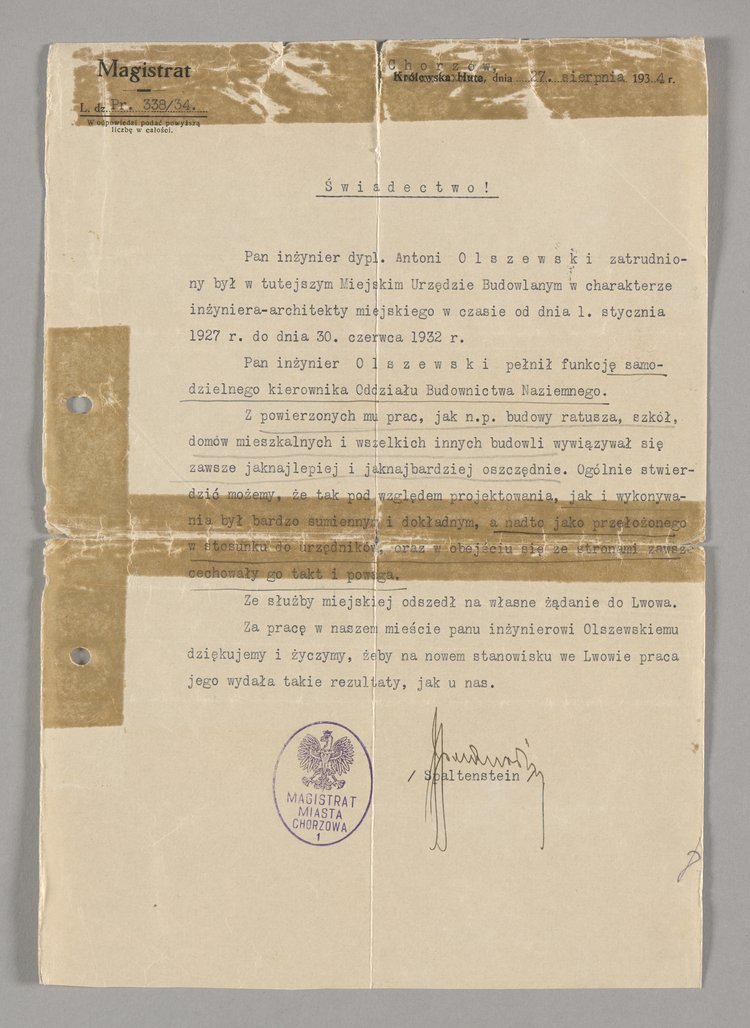 Magistrat
Chorzów,
Królewska Huta, dnia 27. sierpnia 1934 r.
L. dz. Pr. 338/34.
W odpowiedzi podać powyższą
liczbę w całości.
Świadectwo!
Pan inżynier dypl. Antoni Olszewski zatrudnio-
ny był w tutejszym Miejskim Urzędzie Budowlanym w charakterze
inżyniera-architekty miejskiego w czasie od dnia 1. stycznia
1927 r. do dnia 30. czerwca 1932 r.
Pan inżynier Olszewski pełnił funkcję samo-
dzielnego kierownika Oddziału Budownictwa Naziemnego.
Z powierzonych mu prac, jak n.p. budowy ratusza, szkół,
domów mieszkalnych i wszelkich innych budowli wywiązywał się
zawsze jaknajlepiej i jaknajbardziej oszczędnie. Ogólnie stwier-
dzić możemy, że tak pod względem projektowania, jak i wykonywa-
nia był bardzo sumiennym i dokładnym, a nadto jako przełożonego
w stosunku do urzędników, oraz w obejściu się ze stronami zawsze
cechowały go takt i powaga.
Ze służby miejskiej odszedł na własne żądanie do Lwowa.
Za pracę w naszem mieście panu inżynierowi Olszewskiemu
dziękujemy i życzymy, żeby na nowem stanowisku we Lwowie praca
jego wydała takie rezultaty, jak u nas.
/ Spaltenstein /
MAGISTRAT
MIASTA
CHORZOWA
1